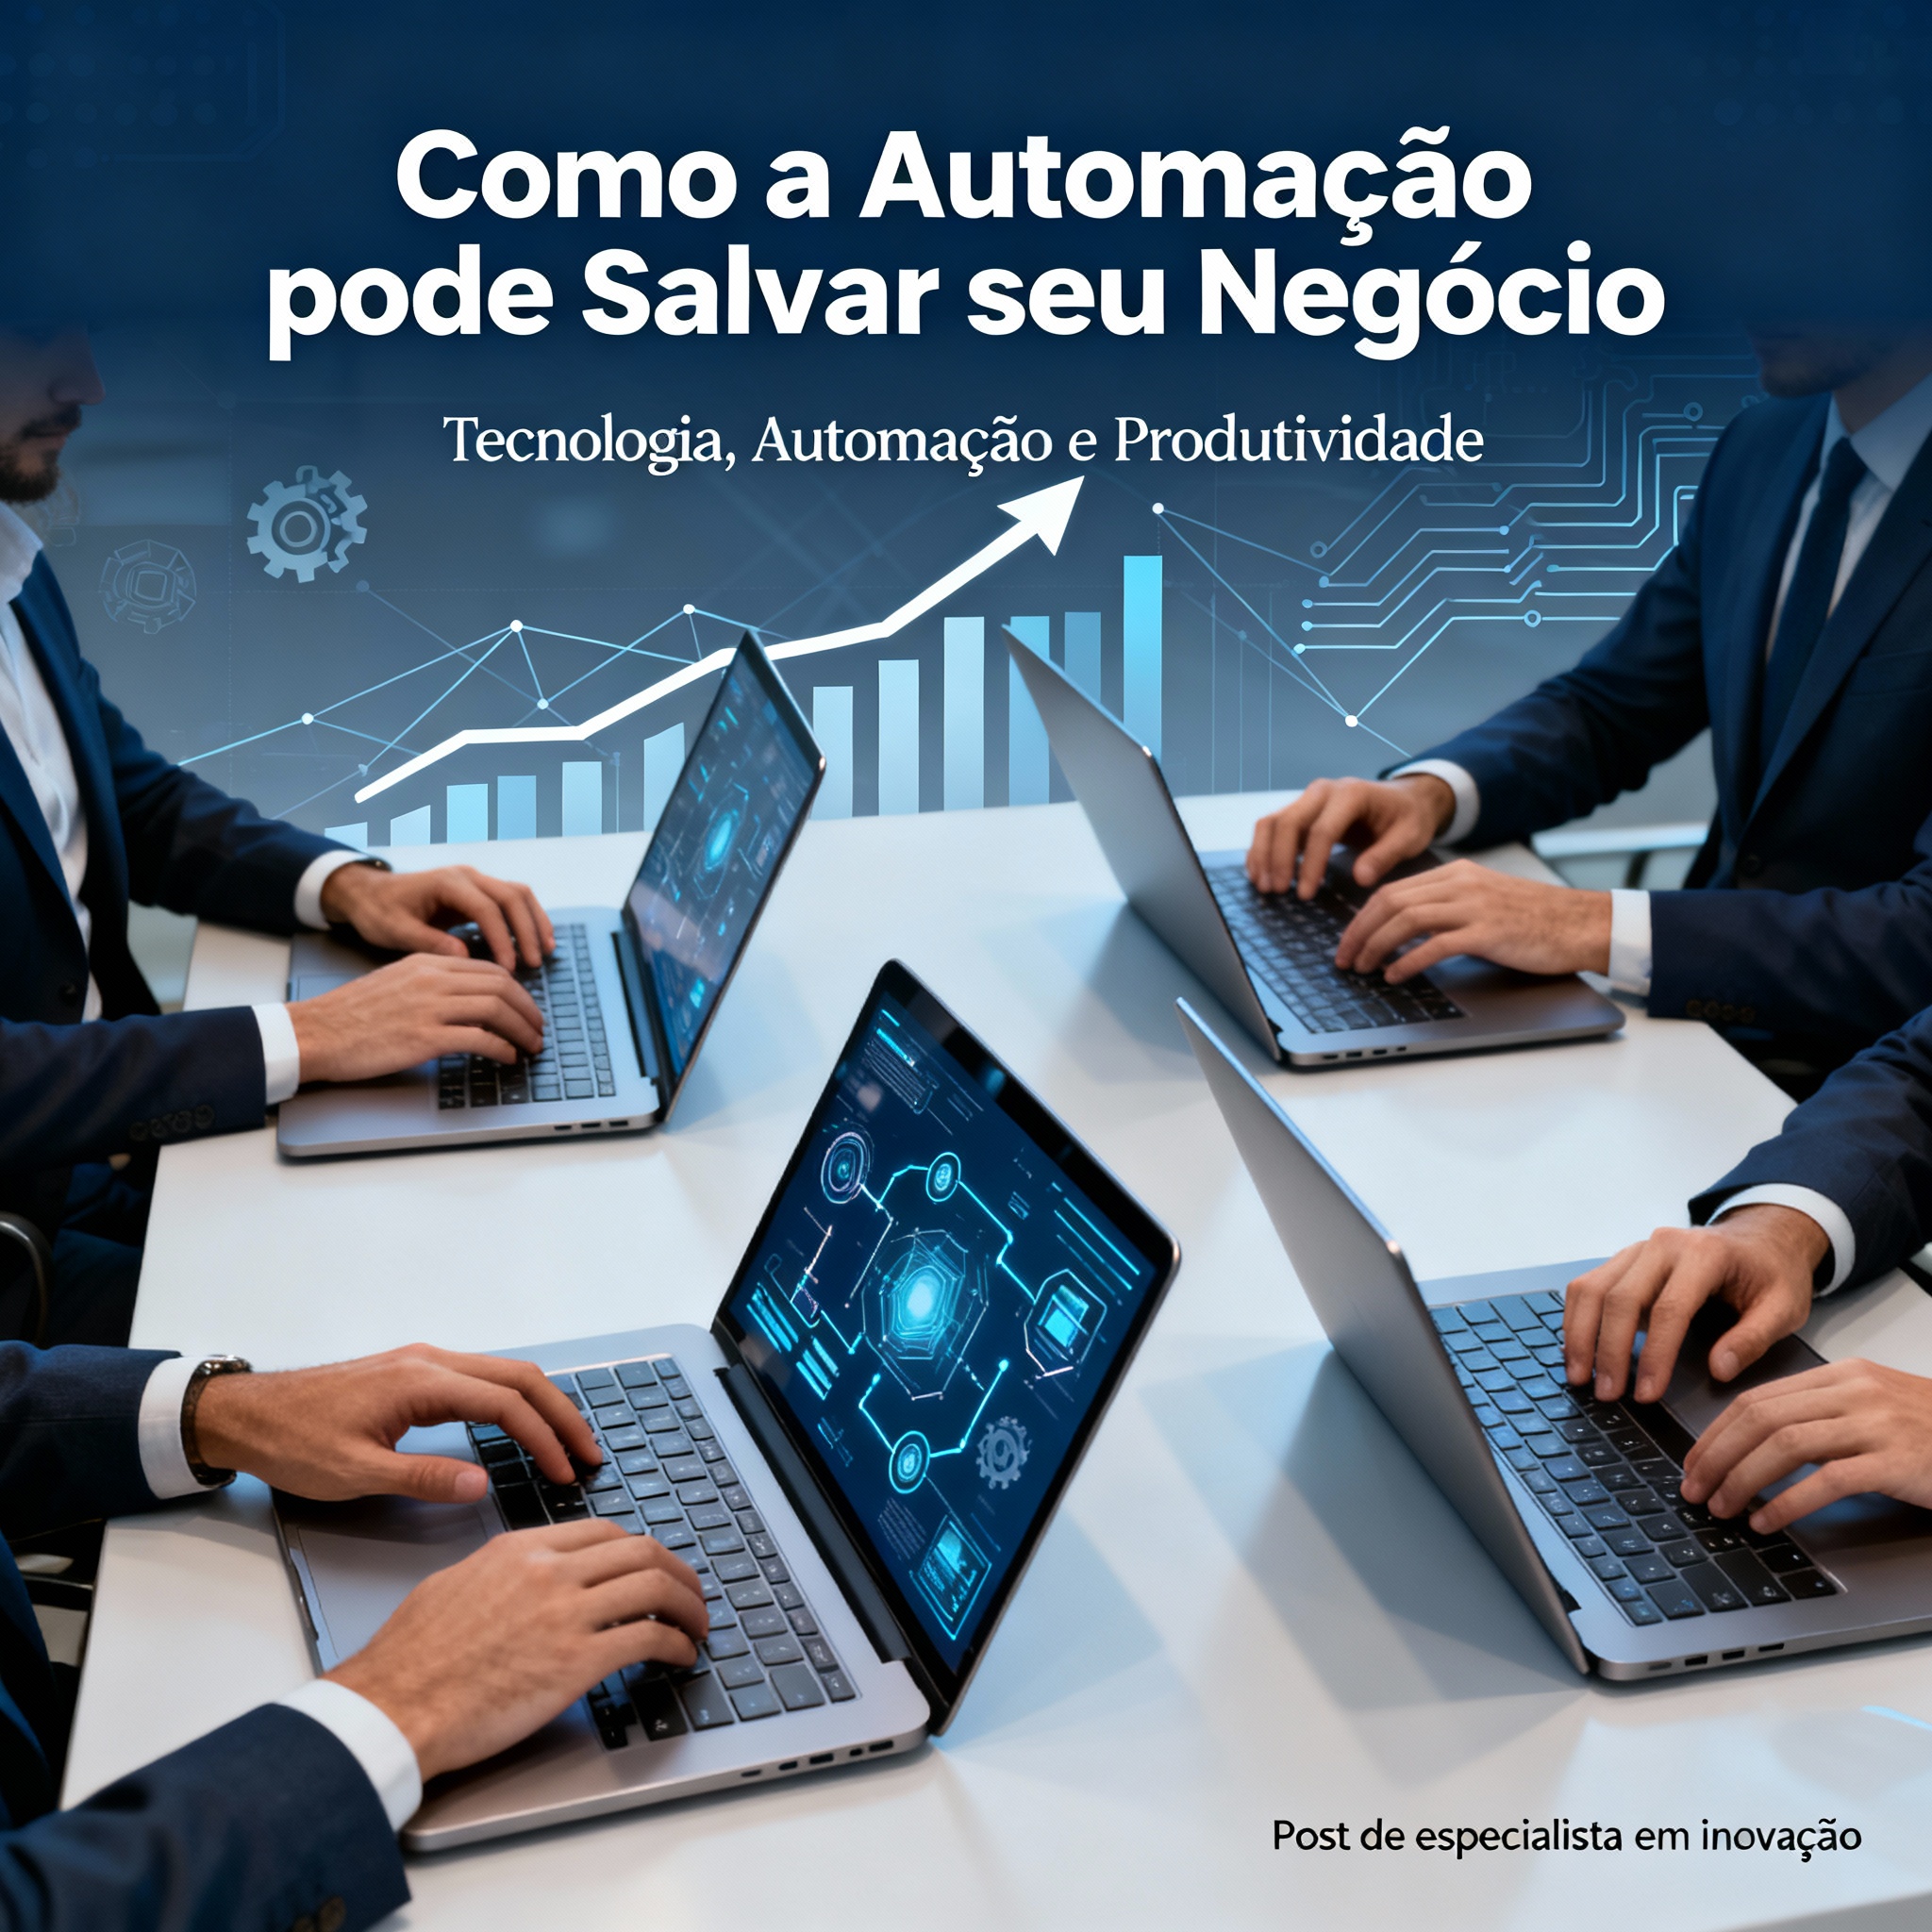 Como a Automação
pode Salvar seu Negócio
Tecnologia, Automação e Produtividade
Post de especialista em inovação